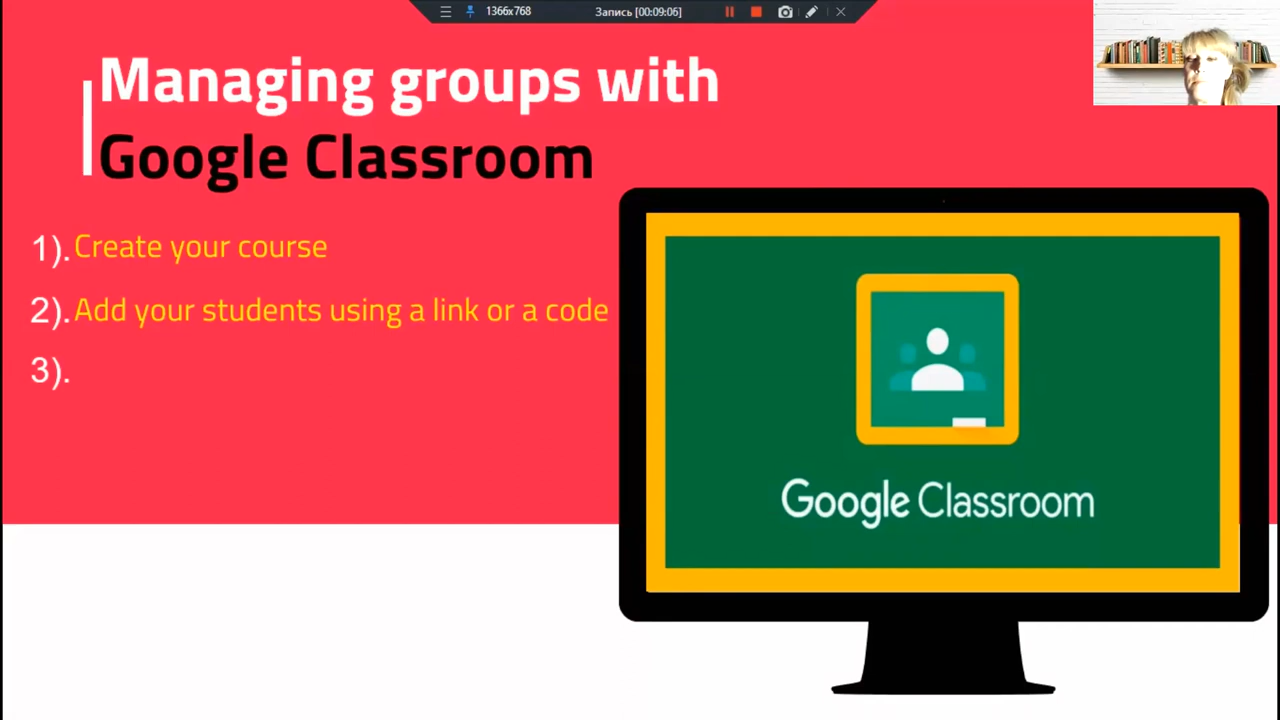 1366x768
Запись [00:09:06]
Managing groups with
Google Classroom
1). Create your course
2). Add your students using a link or a code
3).
Google Classroom